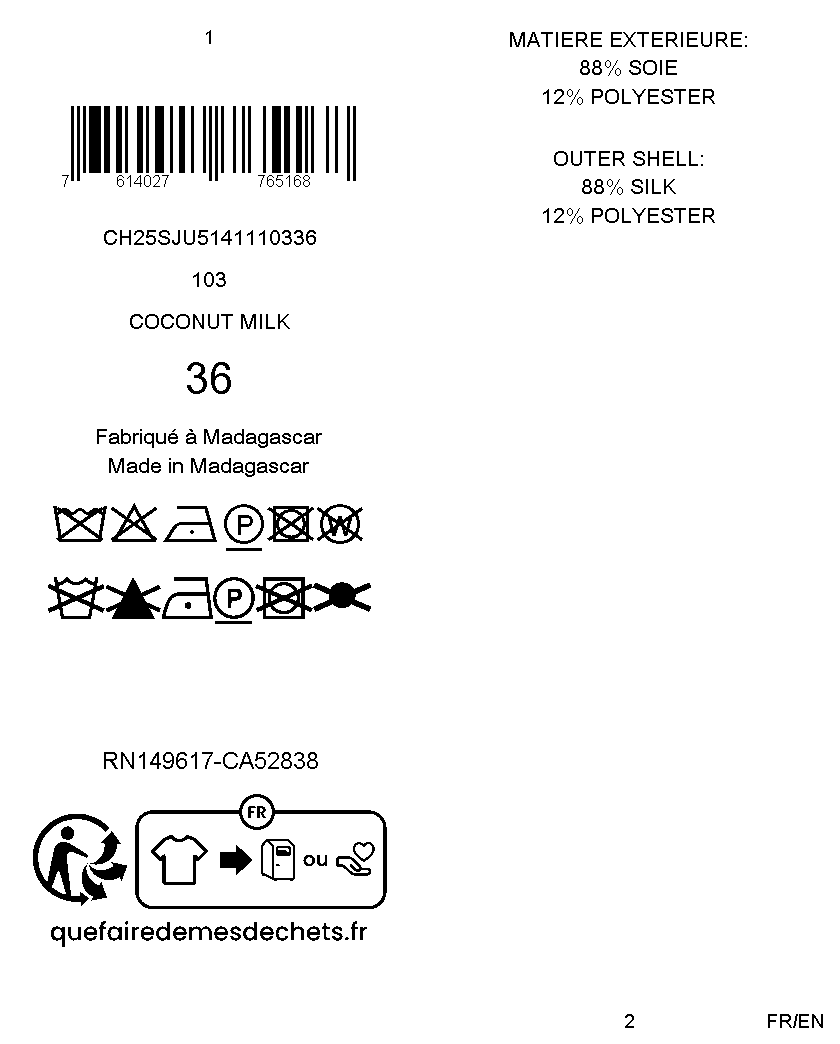 1
7 614027 765168
CH25SJU5141110336
103
COCONUT MILK
36
Fabriqué à Madagascar
Made in Madagascar
P
W
P
RN149617-CA52838
FR
ou
quefairedemesdechets.fr
MATIERE EXTERIEURE:
88% SOIE
12% POLYESTER
OUTER SHELL:
88% SILK
12% POLYESTER
2
FR/EN